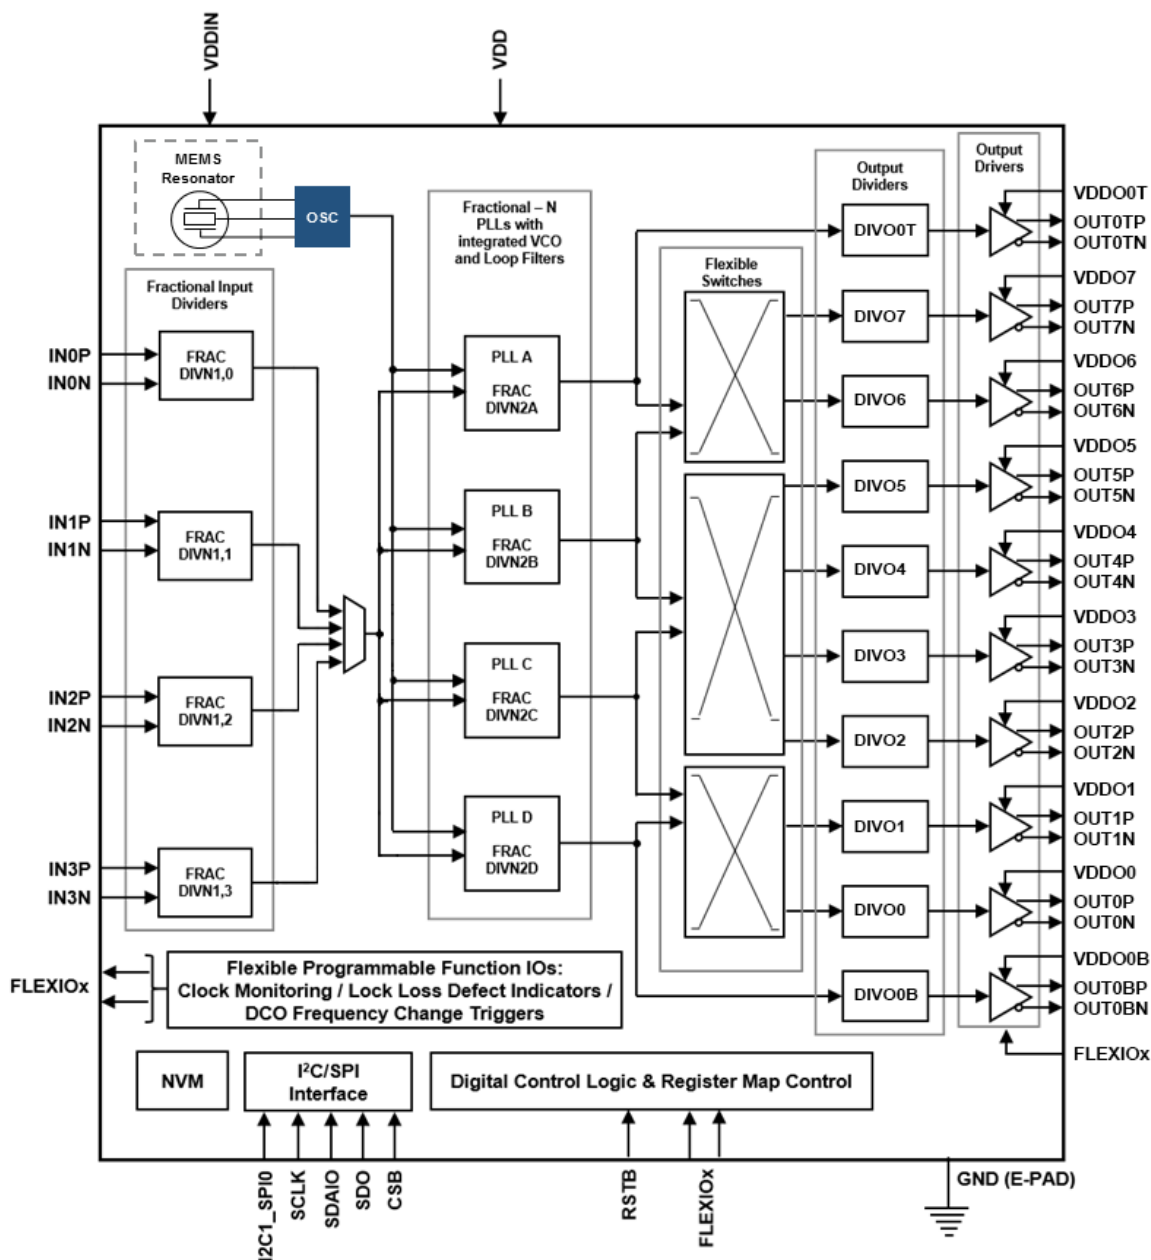 VDDIN
VDD
MEMS
Resonator
OSC
Fractional Input
Dividers
IN0P
IN0N
FRAC
DIVN1,0
IN1P
IN1N
FRAC
DIVN1,1
IN2P
IN2N
FRAC
DIVN1,2
IN3P
IN3N
FRAC
DIVN1,3
Fractional – N
PLLs with
integrated VCO
and Loop Filters
PLL A
FRAC
DIVN2A
PLL B
FRAC
DIVN2B
PLL C
FRAC
DIVN2C
PLL D
FRAC
DIVN2D
Flexible
Switches
Output
Dividers
DIVO0T
DIVO7
DIVO6
DIVO5
DIVO4
DIVO3
DIVO2
DIVO1
DIVO0
DIVO0B
Output
Drivers
VDDO0T
OUT0TP
OUT0TN
VDDO7
OUT7P
OUT7N
VDDO6
OUT6P
OUT6N
VDDO5
OUT5P
OUT5N
VDDO4
OUT4P
OUT4N
VDDO3
OUT3P
OUT3N
VDDO2
OUT2P
OUT2N
VDDO1
OUT1P
OUT1N
VDDO0
OUT0P
OUT0N
VDDO0B
OUT0BP
OUT0BN
FLEXIOx
FLEXIOx
Flexible Programmable Function IOs:
Clock Monitoring / Lock Loss Defect Indicators /
DCO Frequency Change Triggers
NVM
I²C/SPI
Interface
Digital Control Logic & Register Map Control
I2C1_SPI0
SCLK
SDAIO
SDO
CSB
RSTB
FLEXIOx
GND (E-PAD)